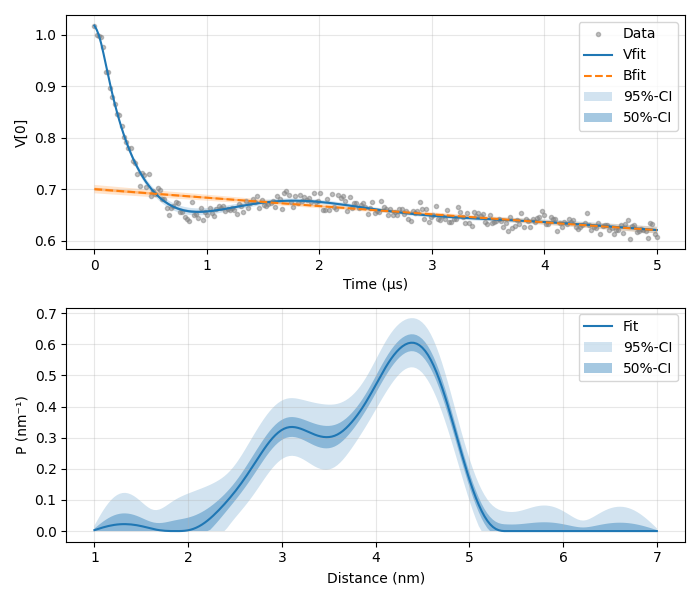 1.0
0.9
0.8
0.7
0.6
V[0]
Data
Vfit
Bfit
95%-CI
50%-CI
0 1 2 3 4 5
Time (μs)
0.7
0.6
0.5
0.4
0.3
0.2
0.1
0.0
P (nm⁻¹)
Fit
95%-CI
50%-CI
1 2 3 4 5 6 7
Distance (nm)